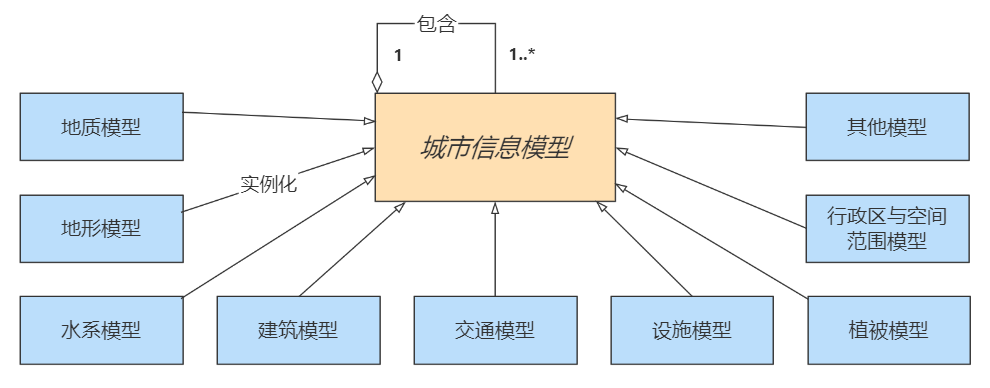 包含
1
1..*
地质模型
城市信息模型
其他模型
实例化
地形模型
行政区与空间
范围模型
水系模型
建筑模型
交通模型
设施模型
植被模型